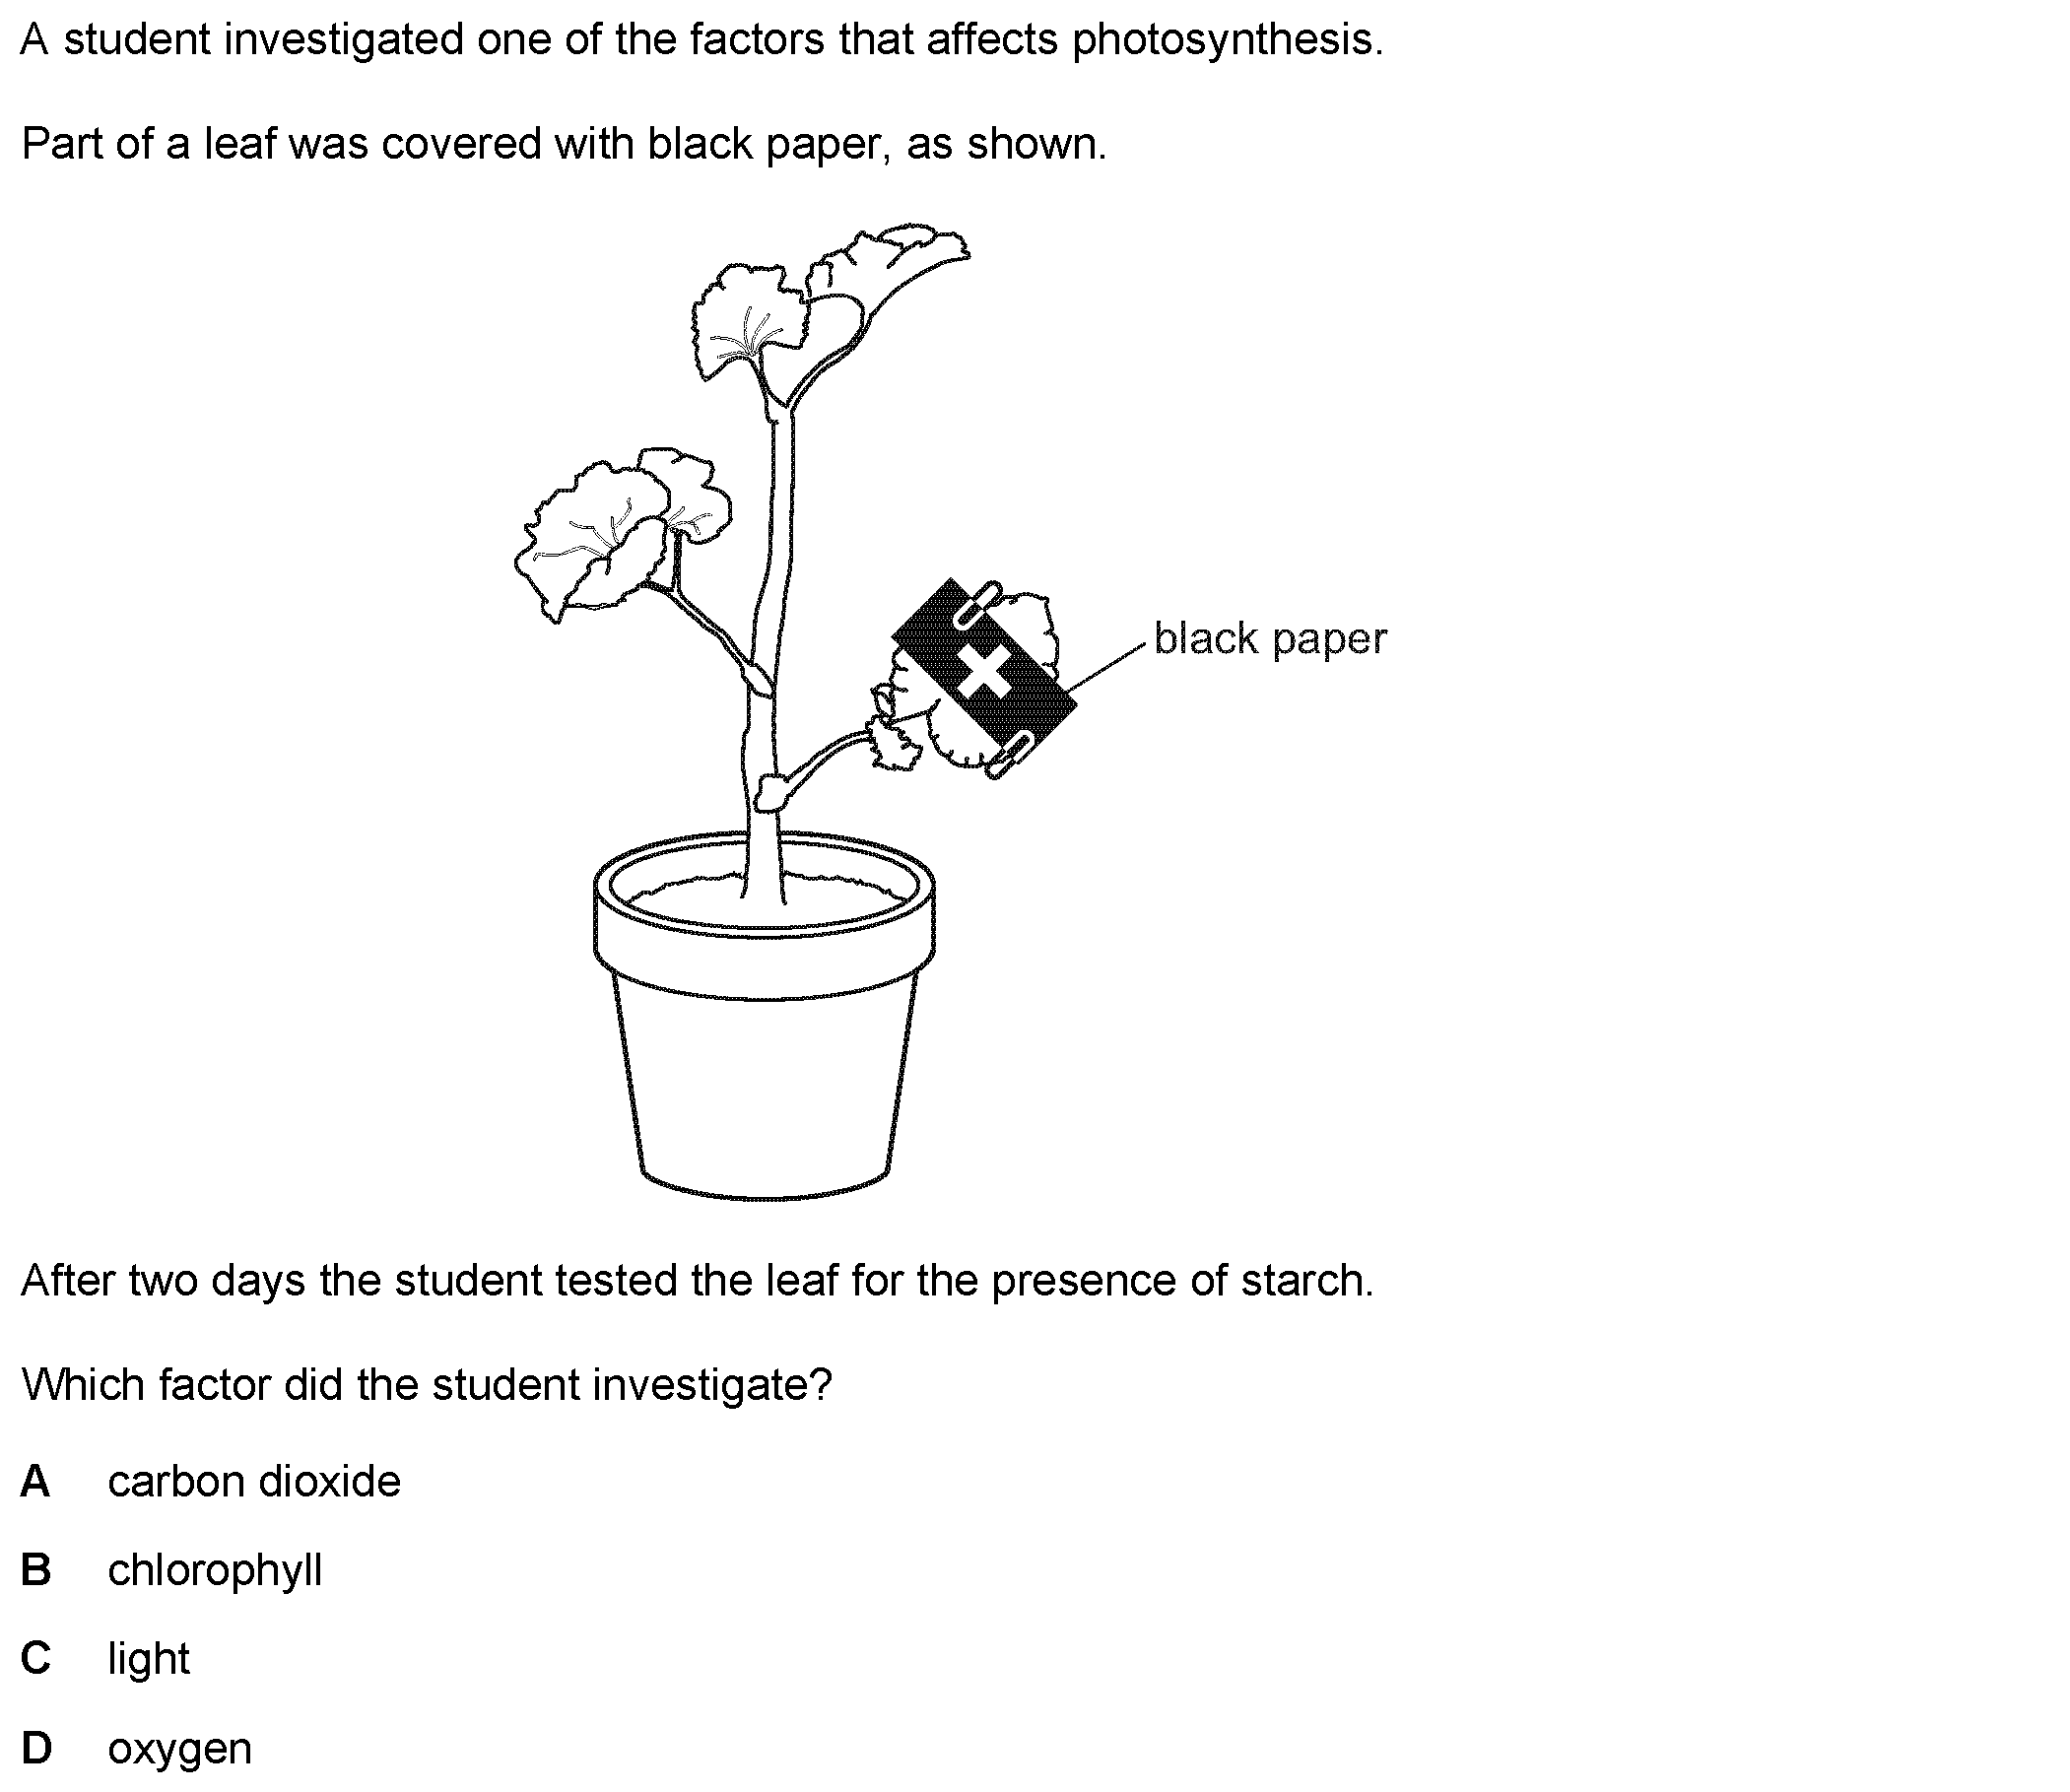 A student investigated one of the factors that affects photosynthesis.
Part of a leaf was covered with black paper, as shown.
black paper
After two days the student tested the leaf for the presence of starch.
Which factor did the student investigate?
A carbon dioxide
B chlorophyll
C light
D oxygen